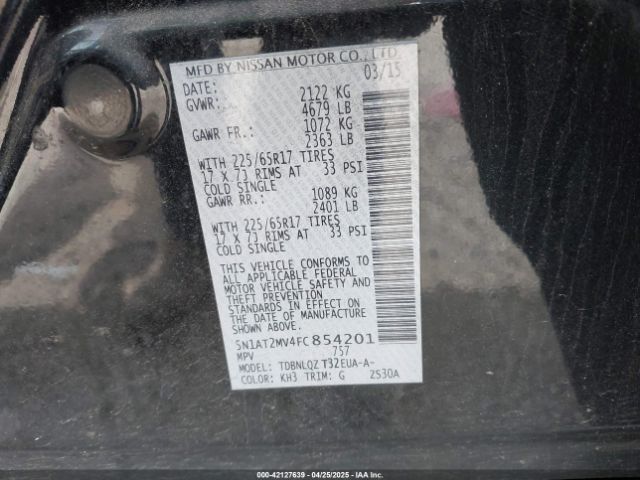 MFD BY NISSAN MOTOR CO., LTD.
DATE: 03/15
GVWR: 2122 KG
4679 LB
GAWR FR.: 1072 KG
2363 LB
WITH 225/65R17 TIRES
17 X 7J RIMS AT 33 PSI
COLD SINGLE
GAWR RR.: 1089 KG
2401 LB
WITH 225/65R17 TIRES
17 X 7J RIMS AT 33 PSI
COLD SINGLE
THIS VEHICLE CONFORMS TO
ALL APPLICABLE FEDERAL
MOTOR VEHICLE SAFETY AND
THEFT PREVENTION
STANDARDS IN EFFECT ON
THE DATE OF MANUFACTURE
SHOWN ABOVE.
5N1AT2MV4FC854201
MPV 757
MODEL: TDBNLQZ T32EUA-A-
COLOR: KH3 TRIM: G 2S30A
000-42127639 - 04/25/2025 - IAAI.com